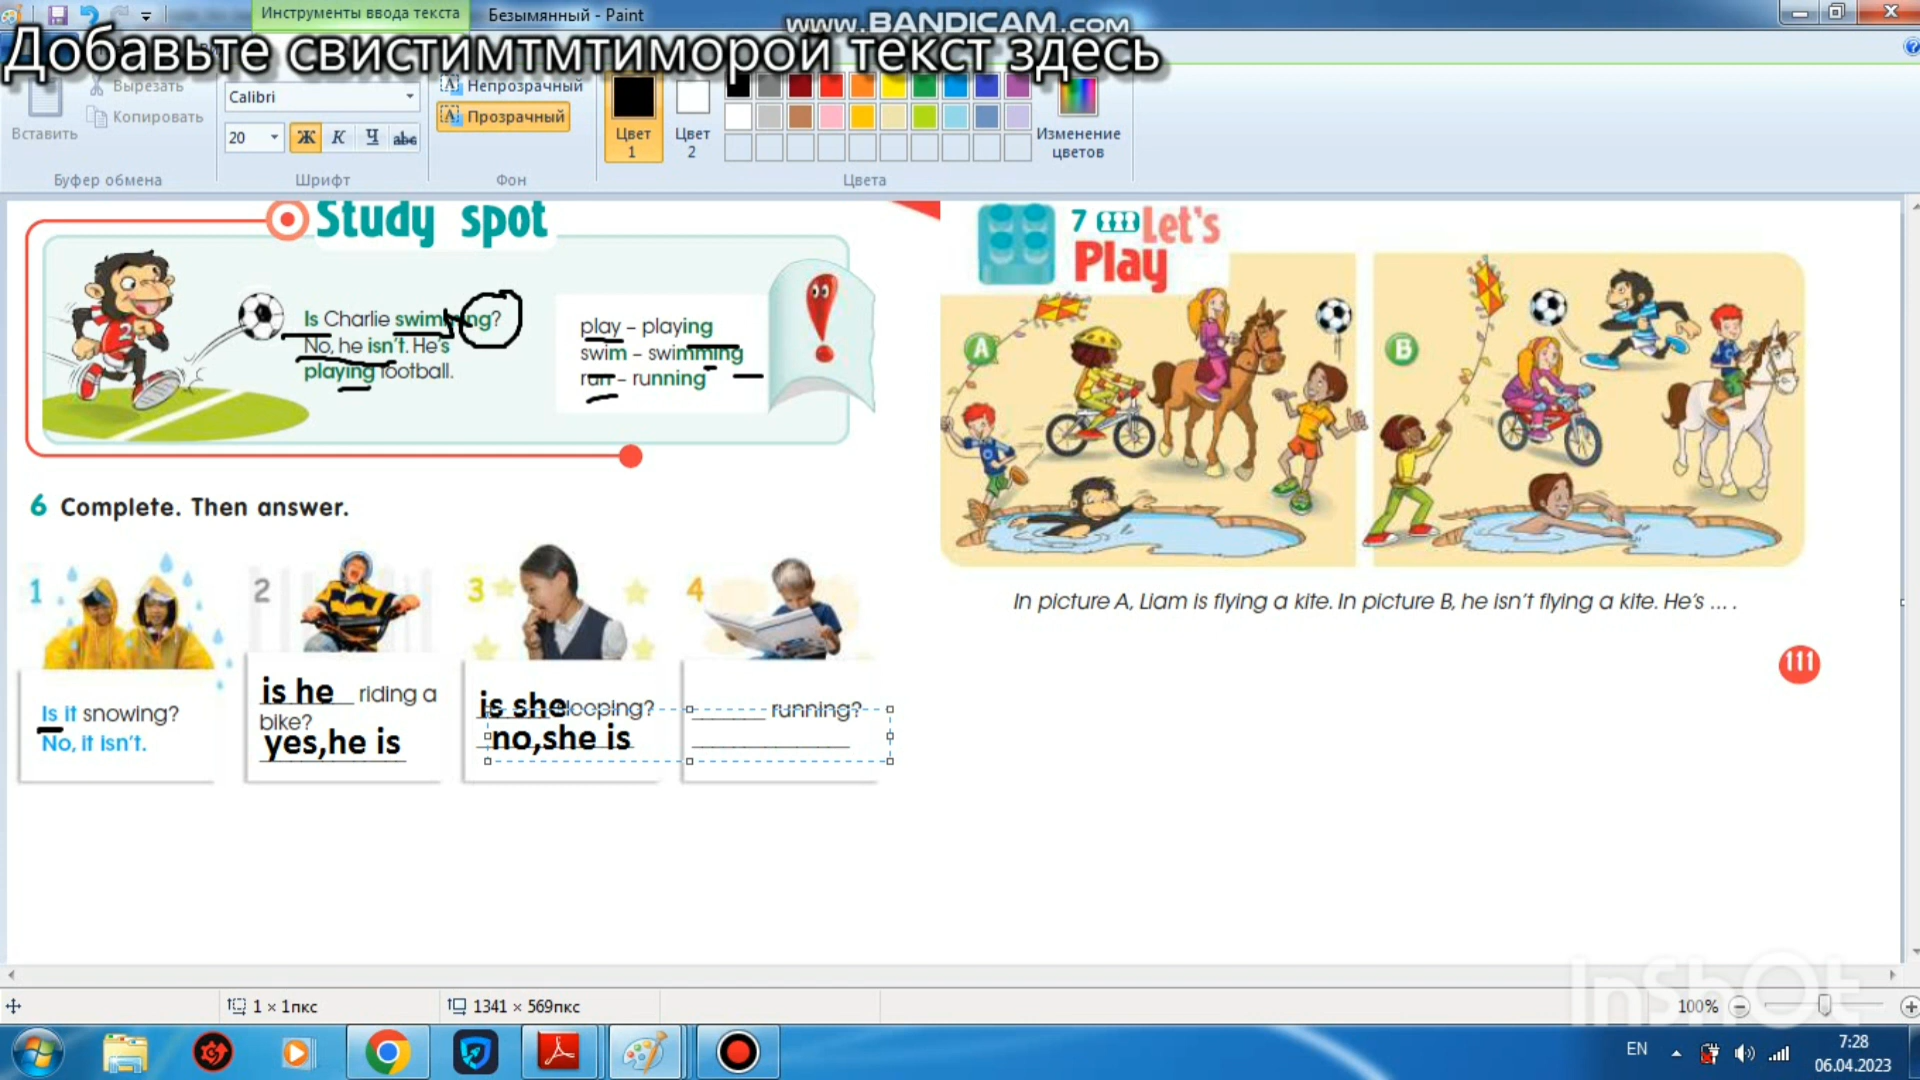 Инструменты ввода текста
Безымянный - Paint
www.BANDICAM.com
Добавьте свистимтмтиморой текст здесь
Вставить
Вырезать
Копировать
Буфер обмена
Calibri
20
Ж К Ч abc
Шрифт
Непрозрачный
Прозрачный
Фон
Цвет 1
Цвет 2
Изменение цветов
Цвета
Study spot
Is Charlie swimming?
No, he isn't. He's
playing football.
play – playing
swim – swimming
run – running
6 Complete. Then answer.
1
Is it snowing?
No, it isn't.
2
is he riding a
bike?
yes,he is
3
is she sleeping?
no,she is
4
running?
7 Let's
Play
A
B
In picture A, Liam is flying a kite. In picture B, he isn't flying a kite. He's ... .
111
InShOt
1 × 1пкс
1341 × 569пкс
100%
EN
7:28
06.04.2023